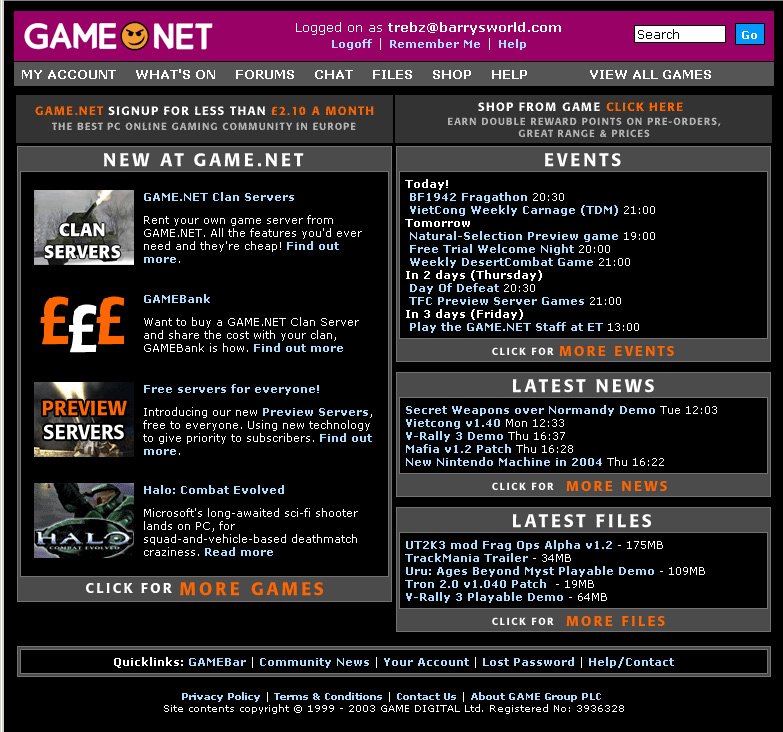 GAME NET
Logged on as trebz@barrysworld.com
Logoff | Remember Me | Help
Search
Go
MY ACCOUNT WHAT'S ON FORUMS CHAT FILES SHOP HELP VIEW ALL GAMES
GAME.NET SIGNUP FOR LESS THAN £2.10 A MONTH
THE BEST PC ONLINE GAMING COMMUNITY IN EUROPE
SHOP FROM GAME CLICK HERE
EARN DOUBLE REWARD POINTS ON PRE-ORDERS,
GREAT RANGE & PRICES
NEW AT GAME.NET
CLAN
SERVERS
GAME.NET Clan Servers
Rent your own game server from
GAME.NET. All the features you'd ever
need and they're cheap! Find out
more.
£££
GAMEBank
Want to buy a GAME.NET Clan Server
and share the cost with your clan,
GAMEBank is how. Find out more
PREVIEW
SERVERS
Free servers for everyone!
Introducing our new Preview Servers,
free to everyone. Using new technology
to give priority to subscribers. Find out
more.
HALO
COMBAT EVOLVED
Halo: Combat Evolved
Microsoft's long-awaited sci-fi shooter
lands on PC, for
squad-and-vehicle-based deathmatch
craziness. Read more
CLICK FOR MORE GAMES
EVENTS
Today!
BF1942 Fragathon 20:30
VietCong Weekly Carnage (TDM) 21:00
Tomorrow
Natural-Selection Preview game 19:00
Free Trial Welcome Night 20:00
Weekly DesertCombat Game 21:00
In 2 days (Thursday)
Day Of Defeat 20:30
TFC Preview Server Games 21:00
In 3 days (Friday)
Play the GAME.NET Staff at ET 13:00
CLICK FOR MORE EVENTS
LATEST NEWS
Secret Weapons over Normandy Demo Tue 12:03
Vietcong v1.40 Mon 12:33
V-Rally 3 Demo Thu 16:37
Mafia v1.2 Patch Thu 16:28
New Nintendo Machine in 2004 Thu 16:22
CLICK FOR MORE NEWS
LATEST FILES
UT2K3 mod Frag Ops Alpha v1.2 - 175MB
TrackMania Trailer - 34MB
Uru: Ages Beyond Myst Playable Demo - 109MB
Tron 2.0 v1.040 Patch - 19MB
V-Rally 3 Playable Demo - 64MB
CLICK FOR MORE FILES
Quicklinks: GAMEBar | Community News | Your Account | Lost Password | Help/Contact
Privacy Policy | Terms & Conditions | Contact Us | About GAME Group PLC
Site contents copyright © 1999 - 2003 GAME DIGITAL Ltd. Registered No: 3936328